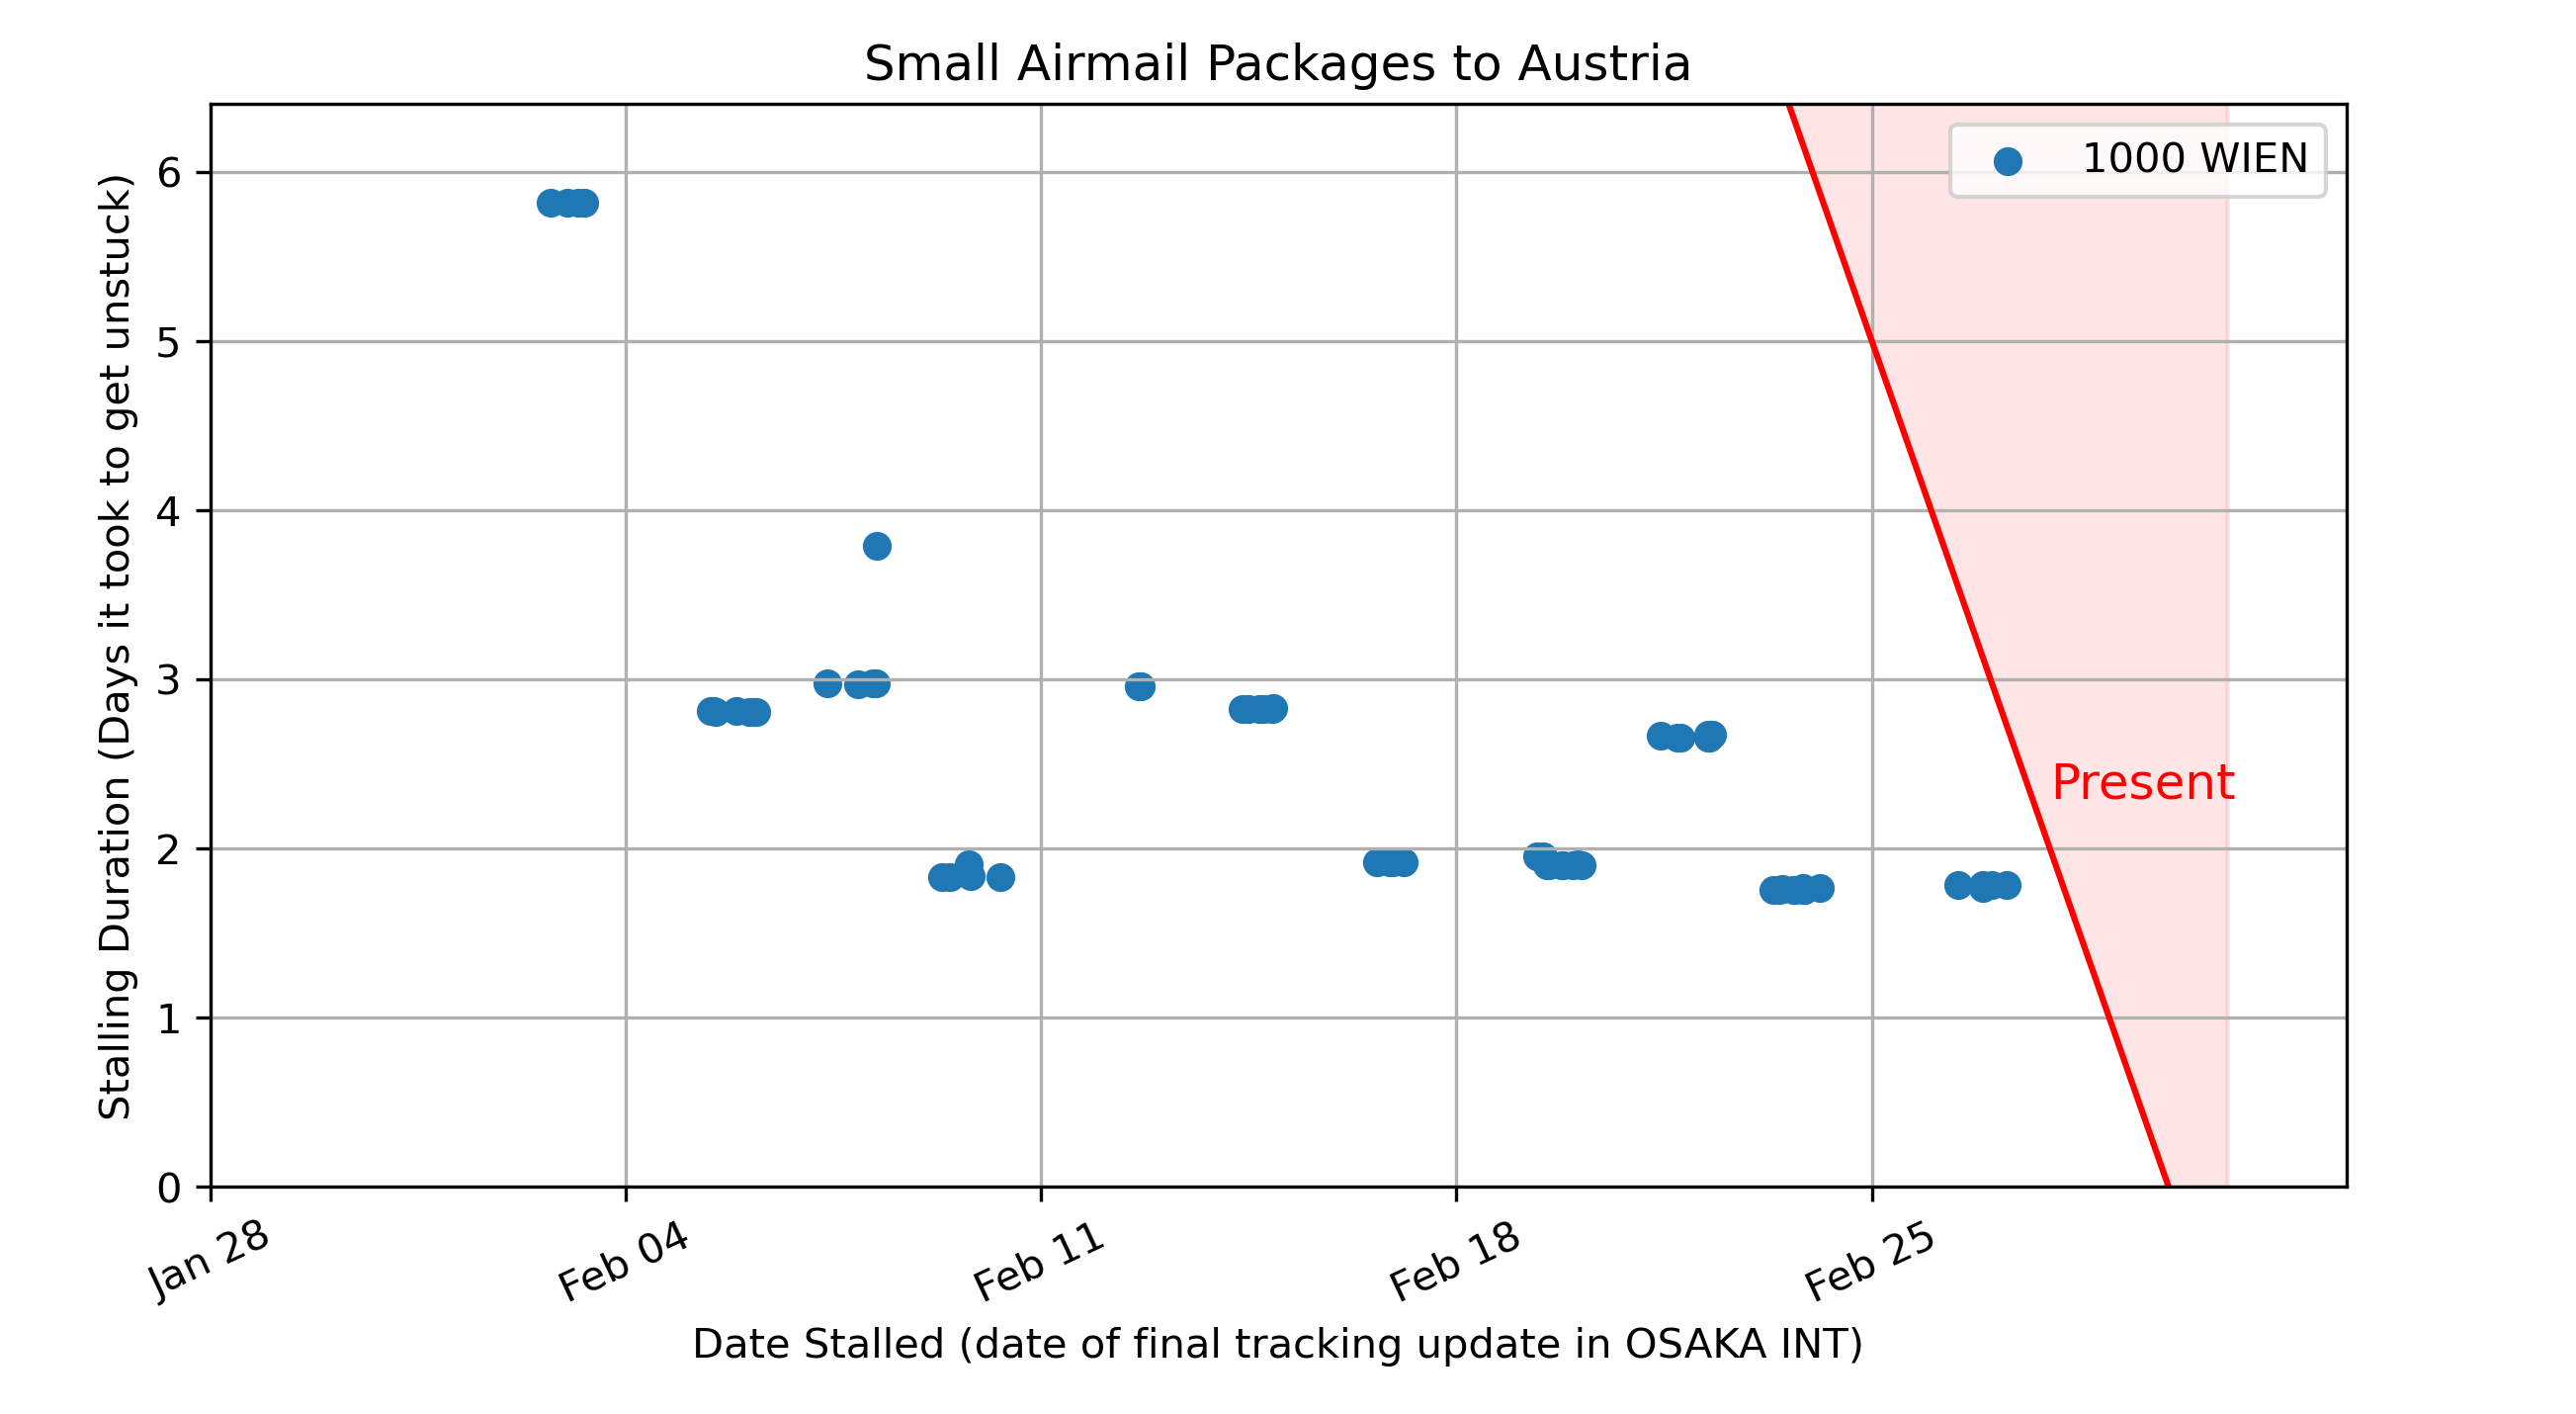 Small Airmail Packages to Austria
1000 WIEN
Stalling Duration (Days it took to get unstuck)
6
5
4
3
2
1
0
Present
Jan 28
Feb 04
Feb 11
Feb 18
Feb 25
Date Stalled (date of final tracking update in OSAKA INT)